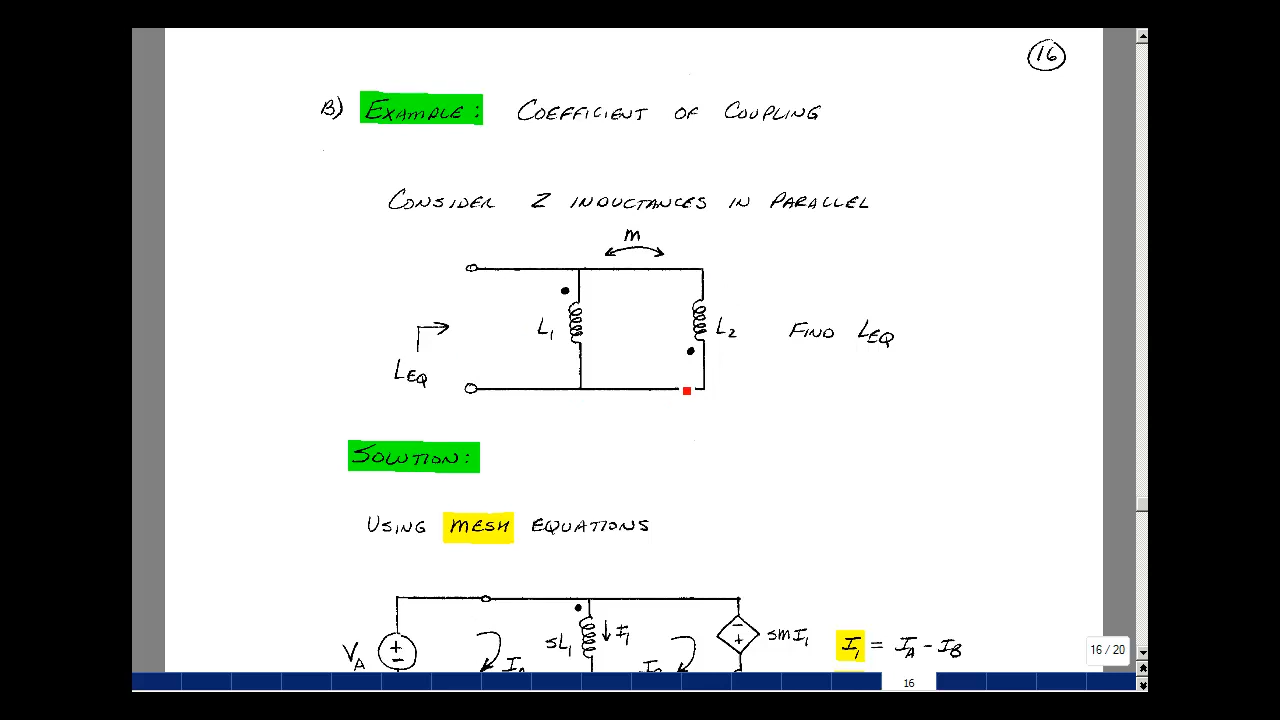 16
B) EXAMPLE: COEFFICIENT OF COUPLING
CONSIDER 2 INDUCTANCES IN PARALLEL
M
L1
L2
FIND LEQ
LEQ
SOLUTION:
USING MESH EQUATIONS
+
−
VA
IA
sL1
I1
−
+
sMI1
I1 = IA − IB
16 / 20
16